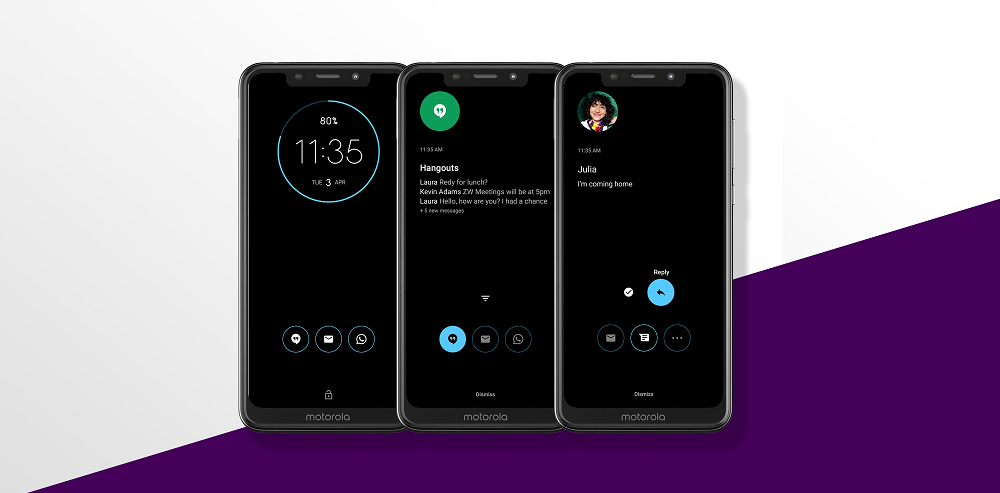 80%
11:35
TUE 3 APR
motorola
11:35 AM
Hangouts
Laura Redy for lunch?
Kevin Adams ZW Meetings will be at 5pm
Laura Hello, how are you? I had a chance
+ 5 new messages
Dismiss
motorola
11:35 AM
Julia
I'm coming home
Reply
Dismiss
motorola